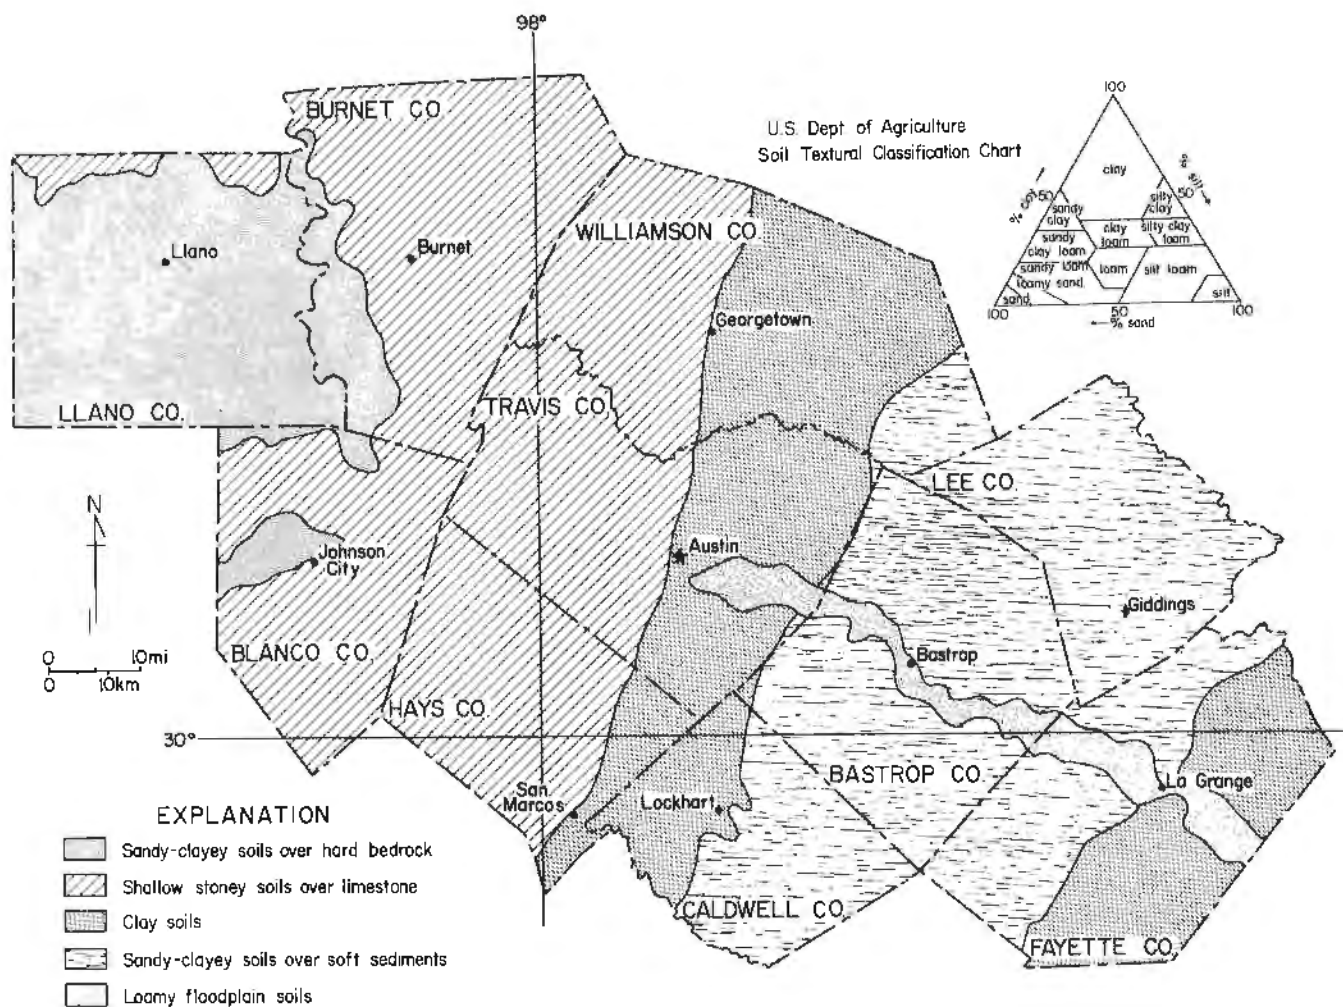 98°
BURNET CO.
Llano
Burnet
LLANO CO.
WILLIAMSON CO.
Georgetown
TRAVIS CO.
U.S. Dept of Agriculture
Soil Textural Classification Chart
100
clay
% clay
50
% silt
50
sandy
clay
silty
clay
clay
loam
silty clay
loam
sandy
clay loam
sandy loam
loamy sand
loam
silt loam
sand
silt
100
50
100
% sand
LEE CO.
Giddings
Austin
Bastrop
N
0 10mi
0 10km
Johnson
City
BLANCO CO.
HAYS CO.
30°
San
Marcos
Lockhart
BASTROP CO.
La Grange
CALDWELL CO.
FAYETTE CO.
EXPLANATION
Sandy-clayey soils over hard bedrock
Shallow stoney soils over limestone
Clay soils
Sandy-clayey soils over soft sediments
Loamy floodplain soils